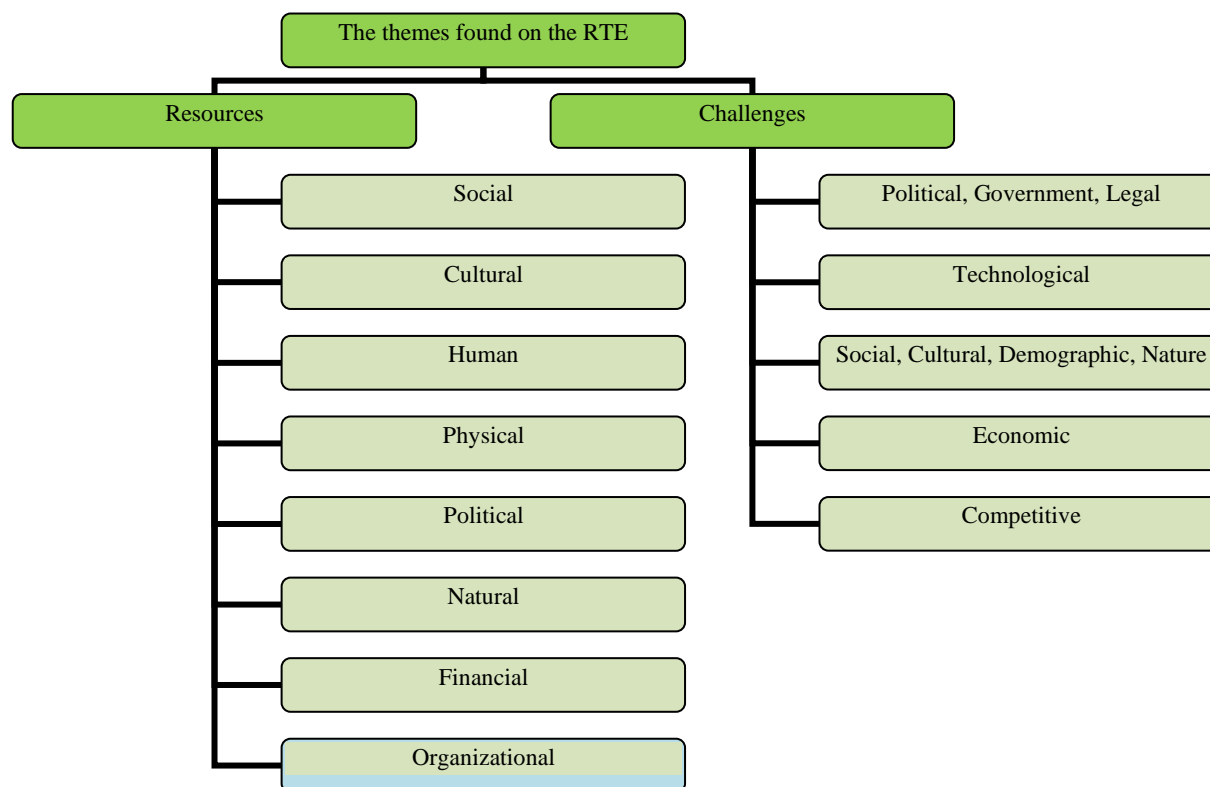 The themes found on the RTE
Resources
Challenges
Social
Cultural
Human
Physical
Political
Natural
Financial
Organizational
Political, Government, Legal
Technological
Social, Cultural, Demographic, Nature
Economic
Competitive